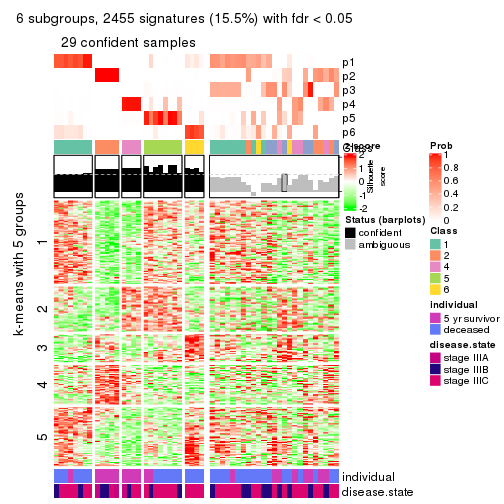 6 subgroups, 2455 signatures (15.5%) with fdr < 0.05
29 confident samples
p1
p2
p3
p4
p5
p6
Class
z-score
2
1
0
-1
-2
Silhouette
score
Status (barplots)
confident
ambiguous
k-means with 5 groups
1
2
3
4
5
individual
disease.state
Prob
1
0.8
0.6
0.4
0.2
0
Class
1
2
4
5
6
individual
5 yr survivor
deceased
disease.state
stage IIIA
stage IIIB
stage IIIC